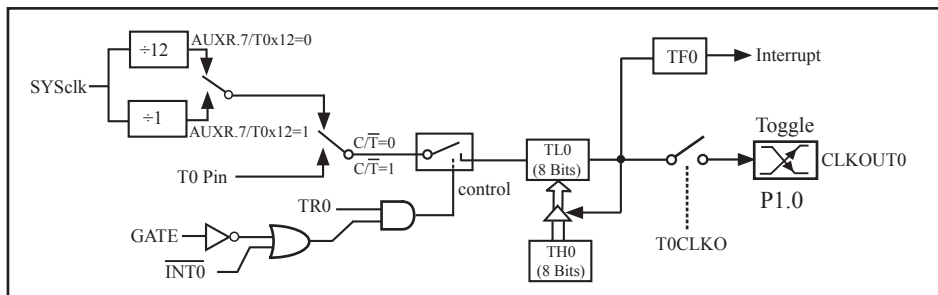 ÷12
AUXR.7/T0x12=0
SYSclk
÷1
AUXR.7/T0x12=1
C/T̅=0
C/T̅=1
T0 Pin
control
TR0
GATE
I̅N̅T̅0̅
TL0
(8 Bits)
TH0
(8 Bits)
TF0
Interrupt
Toggle
CLKOUT0
P1.0
T0CLKO